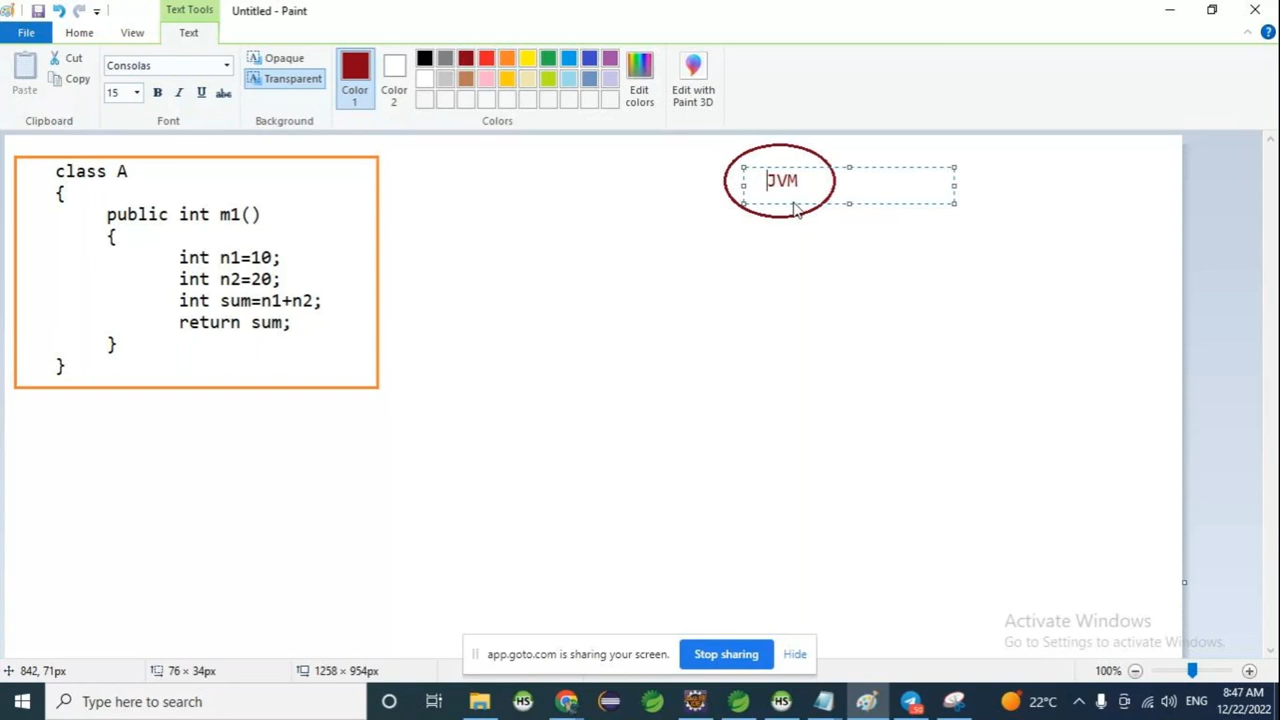 Text Tools
Untitled - Paint
File
Home
View
Text
Paste
Cut
Copy
Consolas
15
B
I
U
abc
Opaque
Transparent
Color
1
Color
2
Edit
colors
Edit with
Paint 3D
Clipboard
Font
Background
Colors
class A
{
public int m1()
{
int n1=10;
int n2=20;
int sum=n1+n2;
return sum;
}
}
JVM
Activate Windows
Go to Settings to activate Windows.
app.goto.com is sharing your screen.
Stop sharing
Hide
842, 71px
76 × 34px
1258 × 954px
100%
Type here to search
HS
HS
22°C
ENG
8:47 AM
12/22/2022